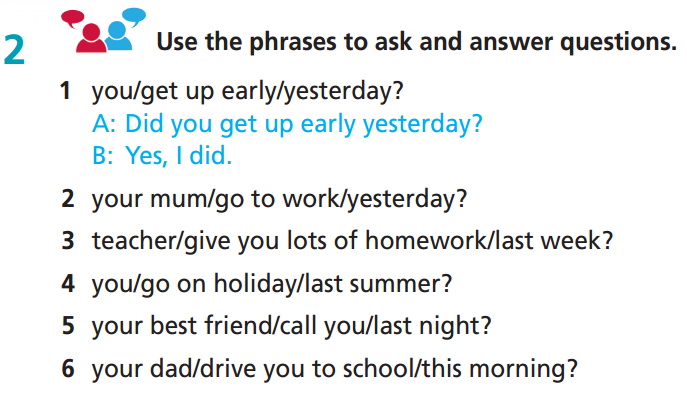 2 Use the phrases to ask and answer questions.
1 you/get up early/yesterday?
A: Did you get up early yesterday?
B: Yes, I did.
2 your mum/go to work/yesterday?
3 teacher/give you lots of homework/last week?
4 you/go on holiday/last summer?
5 your best friend/call you/last night?
6 your dad/drive you to school/this morning?